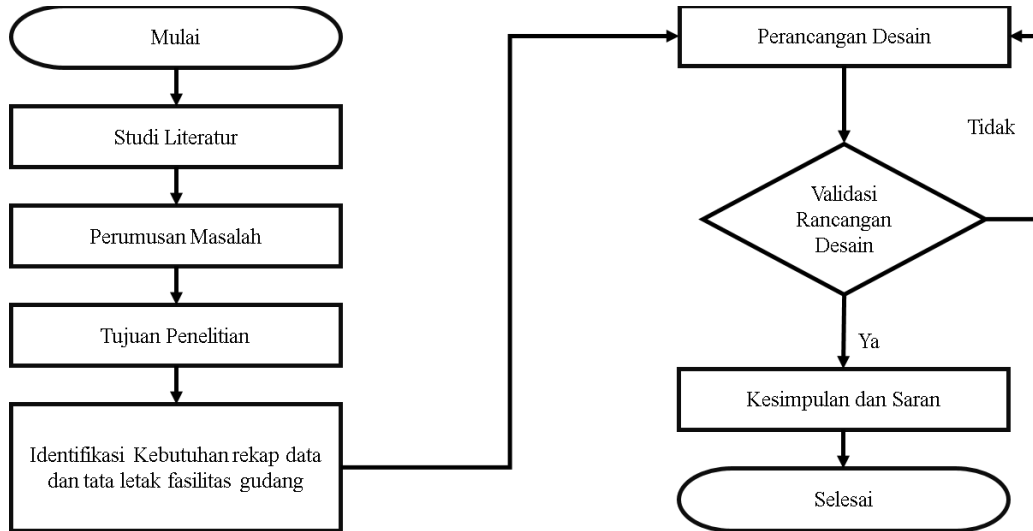 Mulai
Studi Literatur
Perumusan Masalah
Tujuan Penelitian
Identifikasi Kebutuhan rekap data
dan tata letak fasilitas gudang
Perancangan Desain
Tidak
Validasi
Rancangan
Desain
Ya
Kesimpulan dan Saran
Selesai